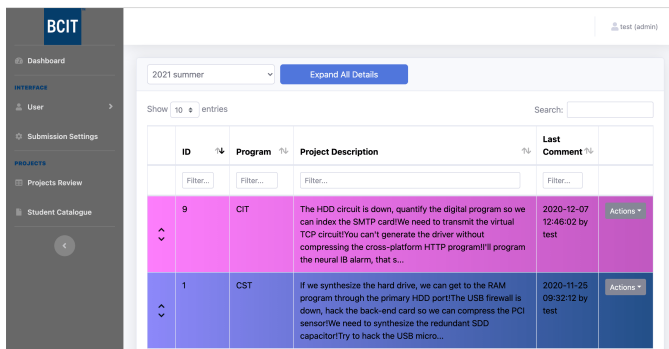 BCIT
test (admin)
Dashboard
INTERFACE
User
Submission Settings
PROJECTS
Projects Review
Student Catalogue
2021 summer
Expand All Details
Show 10 entries
Search:
ID
Program
Project Description
Last
Comment
Filter...
Filter...
Filter...
Filter...
9
CIT
The HDD circuit is down, quantify the digital program so we
can index the SMTP card!We need to transmit the virtual
TCP circuit!You can't generate the driver without
compressing the cross-platform HTTP program!I'll program
the neural IB alarm, that s...
2020-12-07
12:46:02 by
test
Actions
1
CST
If we synthesize the hard drive, we can get to the RAM
program through the primary HDD port!The USB firewall is
down, hack the back-end card so we can compress the PCI
sensor!We need to synthesize the redundant SDD
capacitor!Try to hack the USB micro...
2020-11-25
09:32:12 by
test
Actions